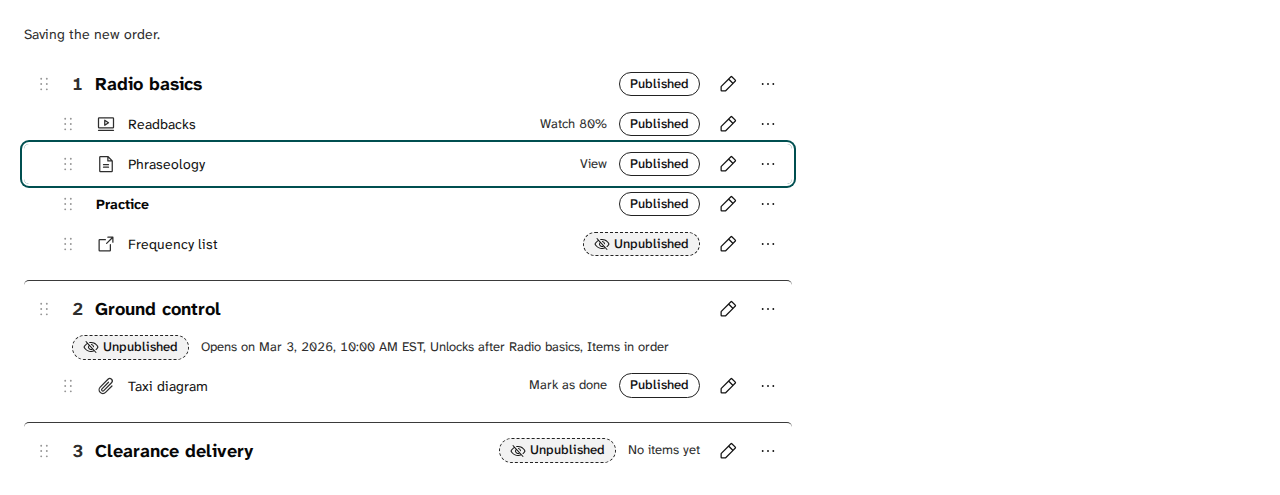 Saving the new order.
1 Radio basics Published
Readbacks Watch 80% Published
Phraseology View Published
Practice Published
Frequency list Unpublished
2 Ground control
Unpublished Opens on Mar 3, 2026, 10:00 AM EST, Unlocks after Radio basics, Items in order
Taxi diagram Mark as done Published
3 Clearance delivery Unpublished No items yet